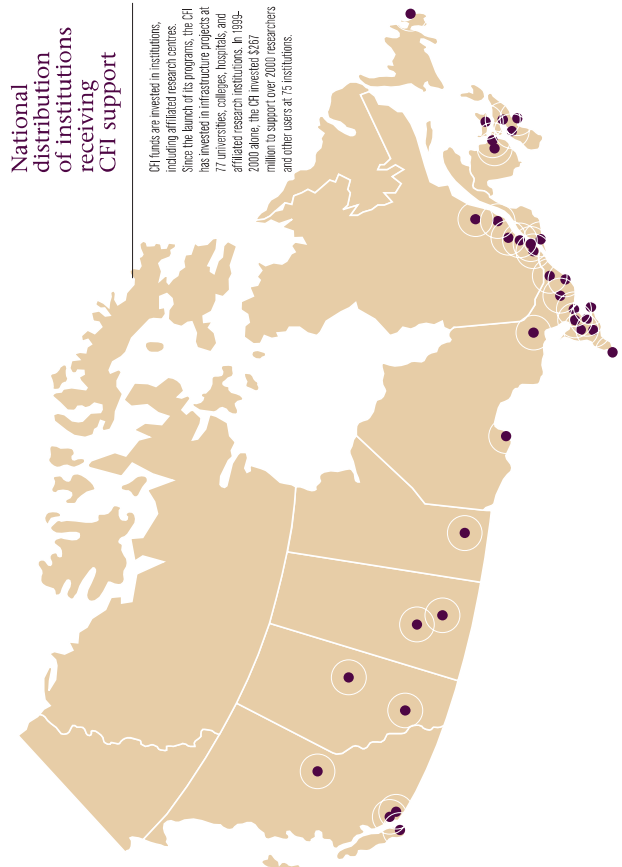 National
distribution
of institutions
receiving
CFI support
CFI funds are invested in institutions,
including affiliated research centres.
Since the launch of its programs, the CFI
has invested in infrastructure projects at
77 universities, colleges, hospitals, and
affiliated research institutions. In 1999-
2000 alone, the CFI invested $267
million to support over 2000 researchers
and other users at 75 institutions.